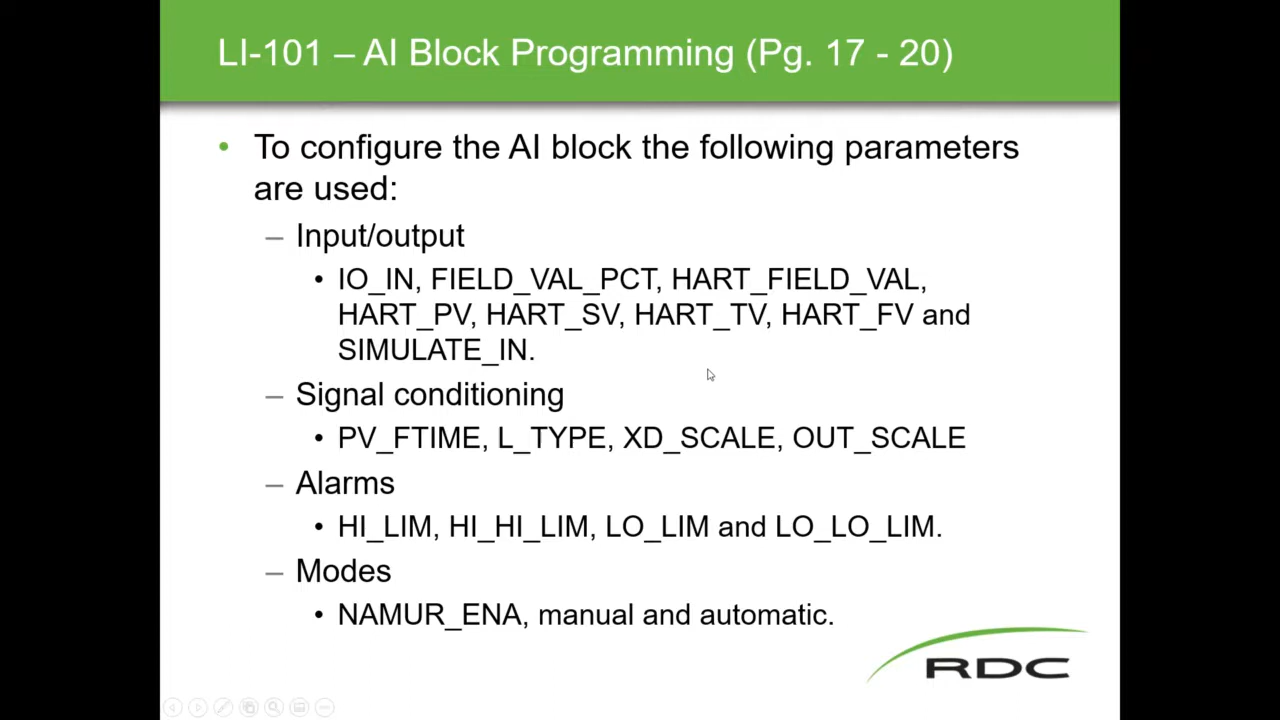 LI-101 – AI Block Programming (Pg. 17 - 20)
• To configure the AI block the following parameters
are used:
– Input/output
• IO_IN, FIELD_VAL_PCT, HART_FIELD_VAL,
HART_PV, HART_SV, HART_TV, HART_FV and
SIMULATE_IN.
– Signal conditioning
• PV_FTIME, L_TYPE, XD_SCALE, OUT_SCALE
– Alarms
• HI_LIM, HI_HI_LIM, LO_LIM and LO_LO_LIM.
– Modes
• NAMUR_ENA, manual and automatic.
RDC